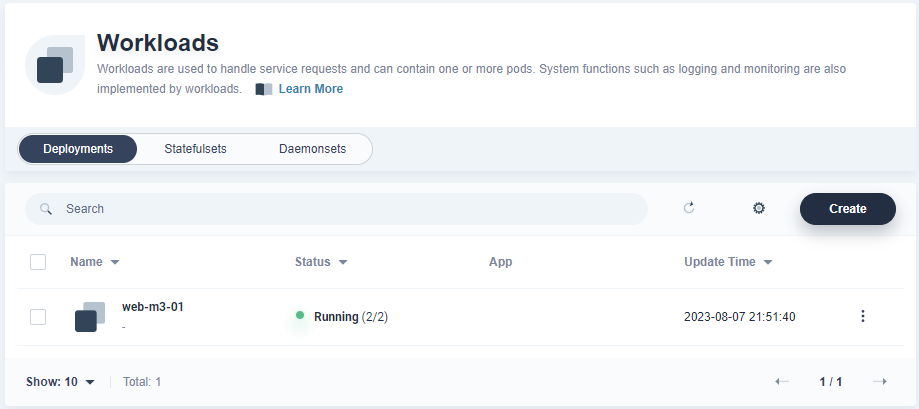 Workloads
Workloads are used to handle service requests and can contain one or more pods. System functions such as logging and monitoring are also
implemented by workloads. Learn More
Deployments Statefulsets Daemonsets
Search Create
Name Status App Update Time
web-m3-01
- Running (2/2) 2023-08-07 21:51:40
Show: 10 Total: 1 1 / 1